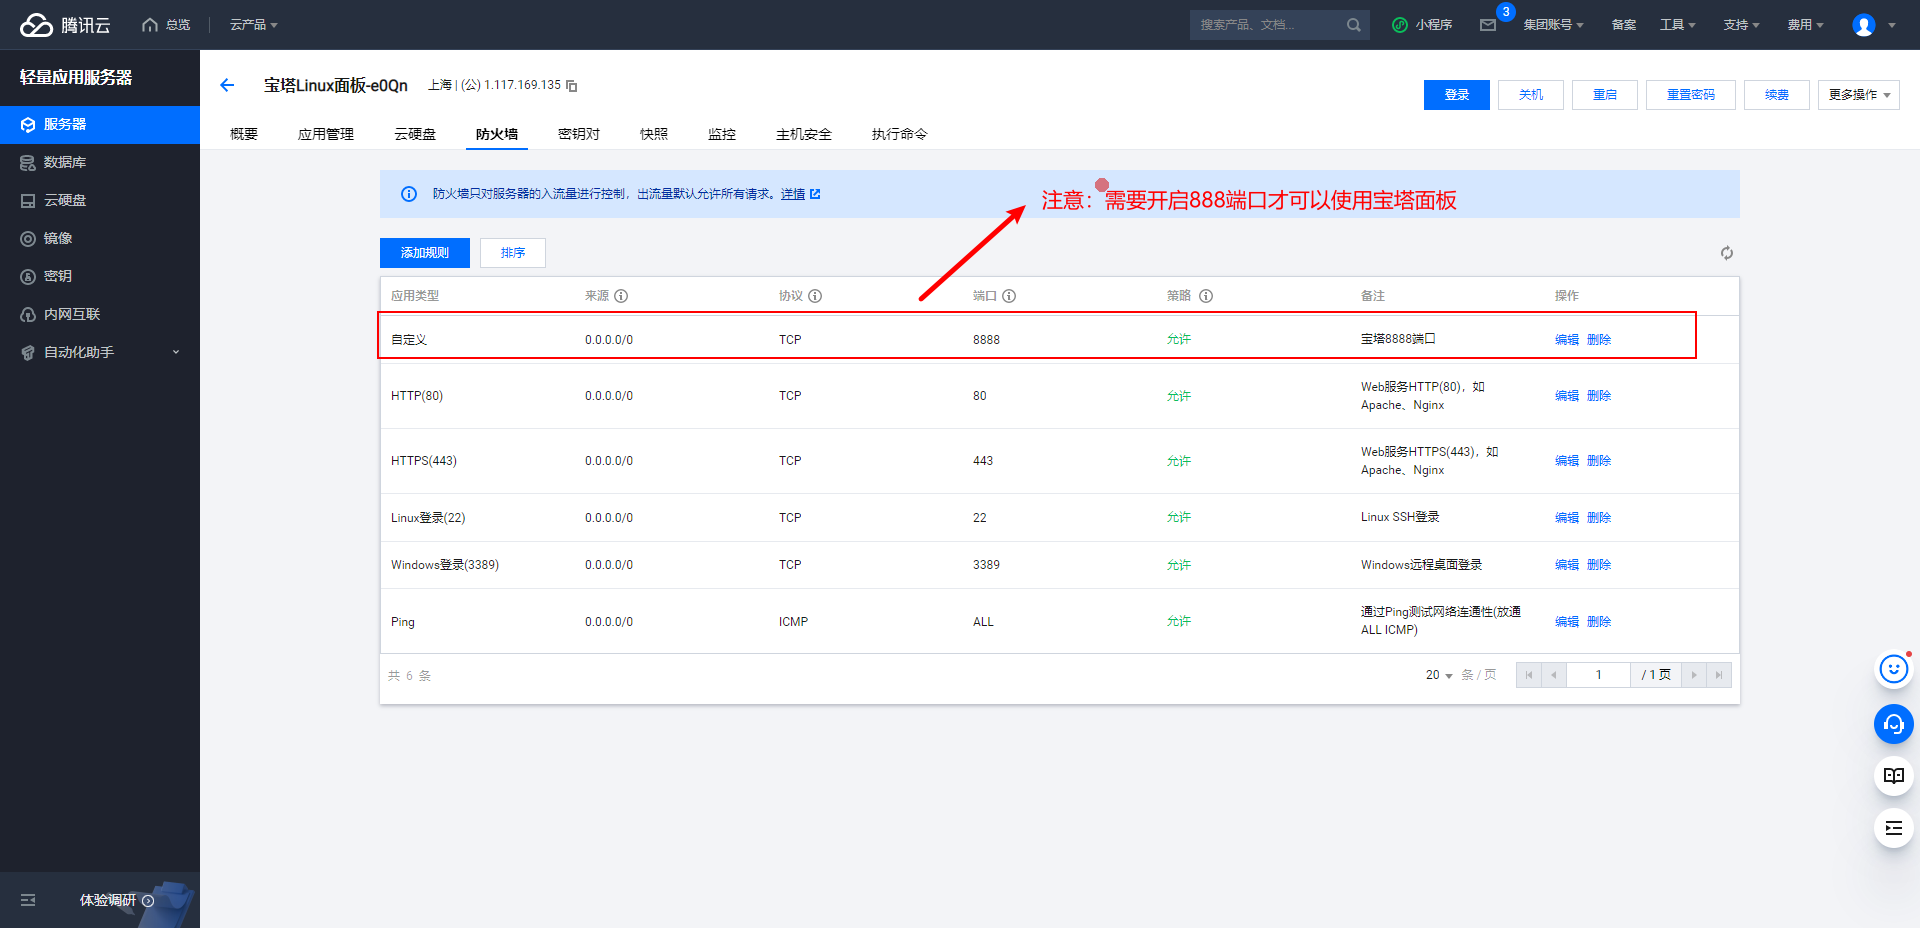 腾讯云 总览 云产品 搜索产品、文档... 小程序 3 集团账号 备案 工具 支持 费用
轻量应用服务器
服务器
数据库
云硬盘
镜像
密钥
内网互联
自动化助手
体验调研
宝塔Linux面板-e0Qn 上海 | (公) 1.117.169.135
登录 关机 重启 重置密码 续费 更多操作
概要 应用管理 云硬盘 防火墙 密钥对 快照 监控 主机安全 执行命令
防火墙只对服务器的入流量进行控制，出流量默认允许所有请求。详情
注意：需要开启888端口才可以使用宝塔面板
添加规则 排序
应用类型 来源 协议 端口 策略 备注 操作
自定义 0.0.0.0/0 TCP 8888 允许 宝塔8888端口 编辑 删除
HTTP(80) 0.0.0.0/0 TCP 80 允许 Web服务HTTP(80)，如 编辑 删除
Apache、Nginx
HTTPS(443) 0.0.0.0/0 TCP 443 允许 Web服务HTTPS(443)，如 编辑 删除
Apache、Nginx
Linux登录(22) 0.0.0.0/0 TCP 22 允许 Linux SSH登录 编辑 删除
Windows登录(3389) 0.0.0.0/0 TCP 3389 允许 Windows远程桌面登录 编辑 删除
Ping 0.0.0.0/0 ICMP ALL 允许 通过Ping测试网络连通性(放通 编辑 删除
ALL ICMP)
共 6 条 20 条 / 页 1 / 1 页